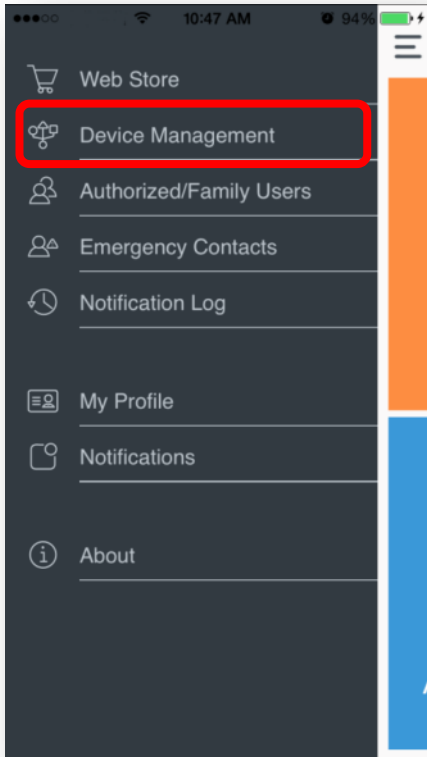 10:47 AM 94%
Web Store
Device Management
Authorized/Family Users
Emergency Contacts
Notification Log
My Profile
Notifications
About